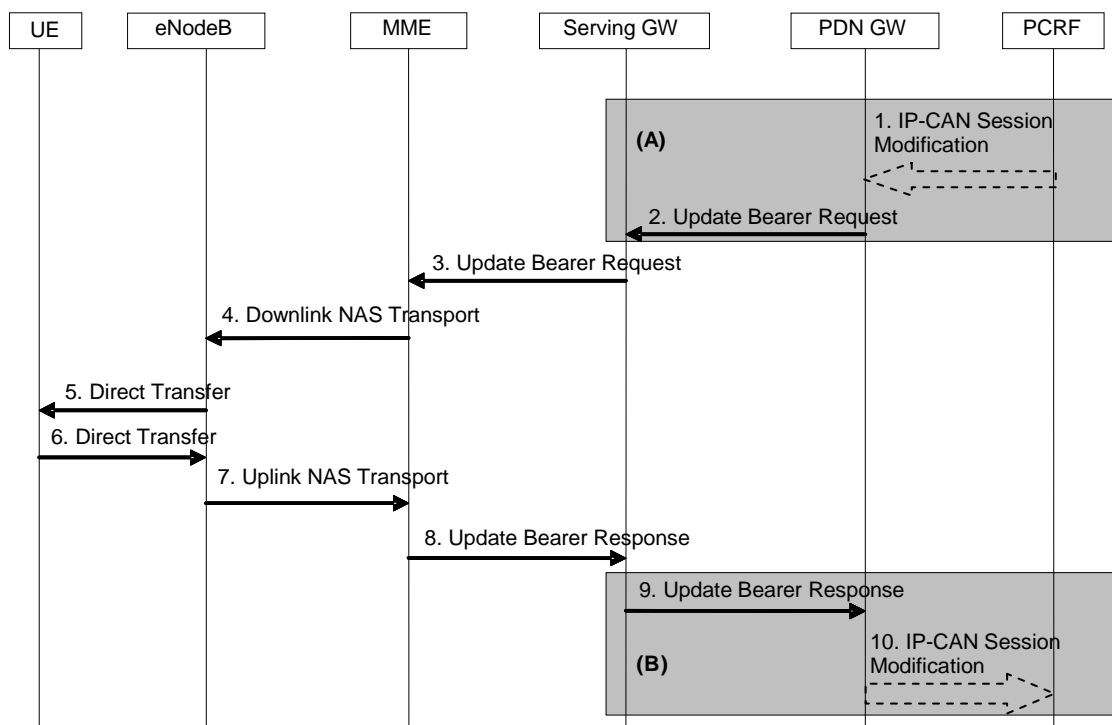 UE
eNodeB
MME
Serving GW
PDN GW
PCRF
(A)
1. IP-CAN Session
Modification
2. Update Bearer Request
3. Update Bearer Request
4. Downlink NAS Transport
5. Direct Transfer
6. Direct Transfer
7. Uplink NAS Transport
8. Update Bearer Response
9. Update Bearer Response
(B)
10. IP-CAN Session
Modification